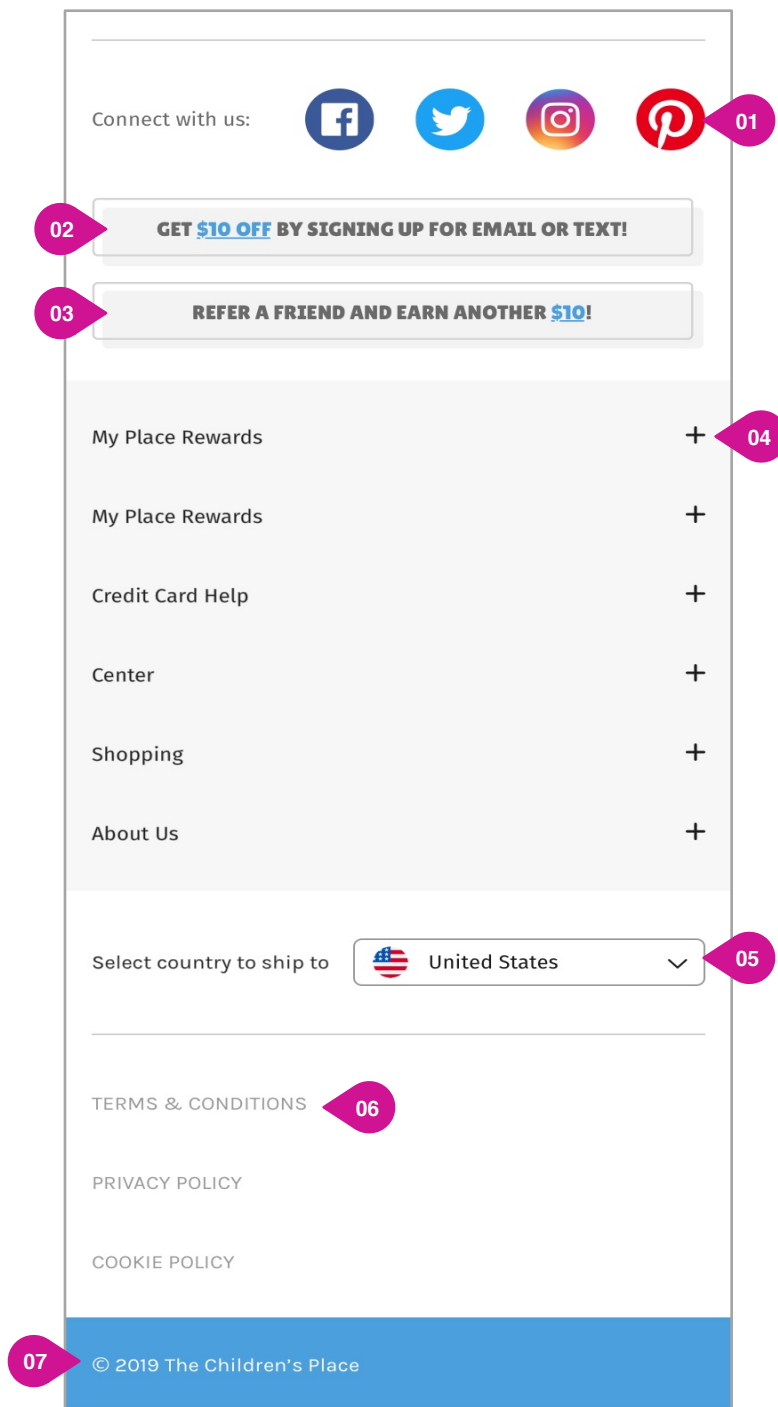 Connect with us:
01
02
GET $10 OFF BY SIGNING UP FOR EMAIL OR TEXT!
03
REFER A FRIEND AND EARN ANOTHER $10!
My Place Rewards +
04
My Place Rewards +
Credit Card Help +
Center +
Shopping +
About Us +
Select country to ship to United States
05
TERMS & CONDITIONS
06
PRIVACY POLICY
COOKIE POLICY
07
© 2019 The Children’s Place